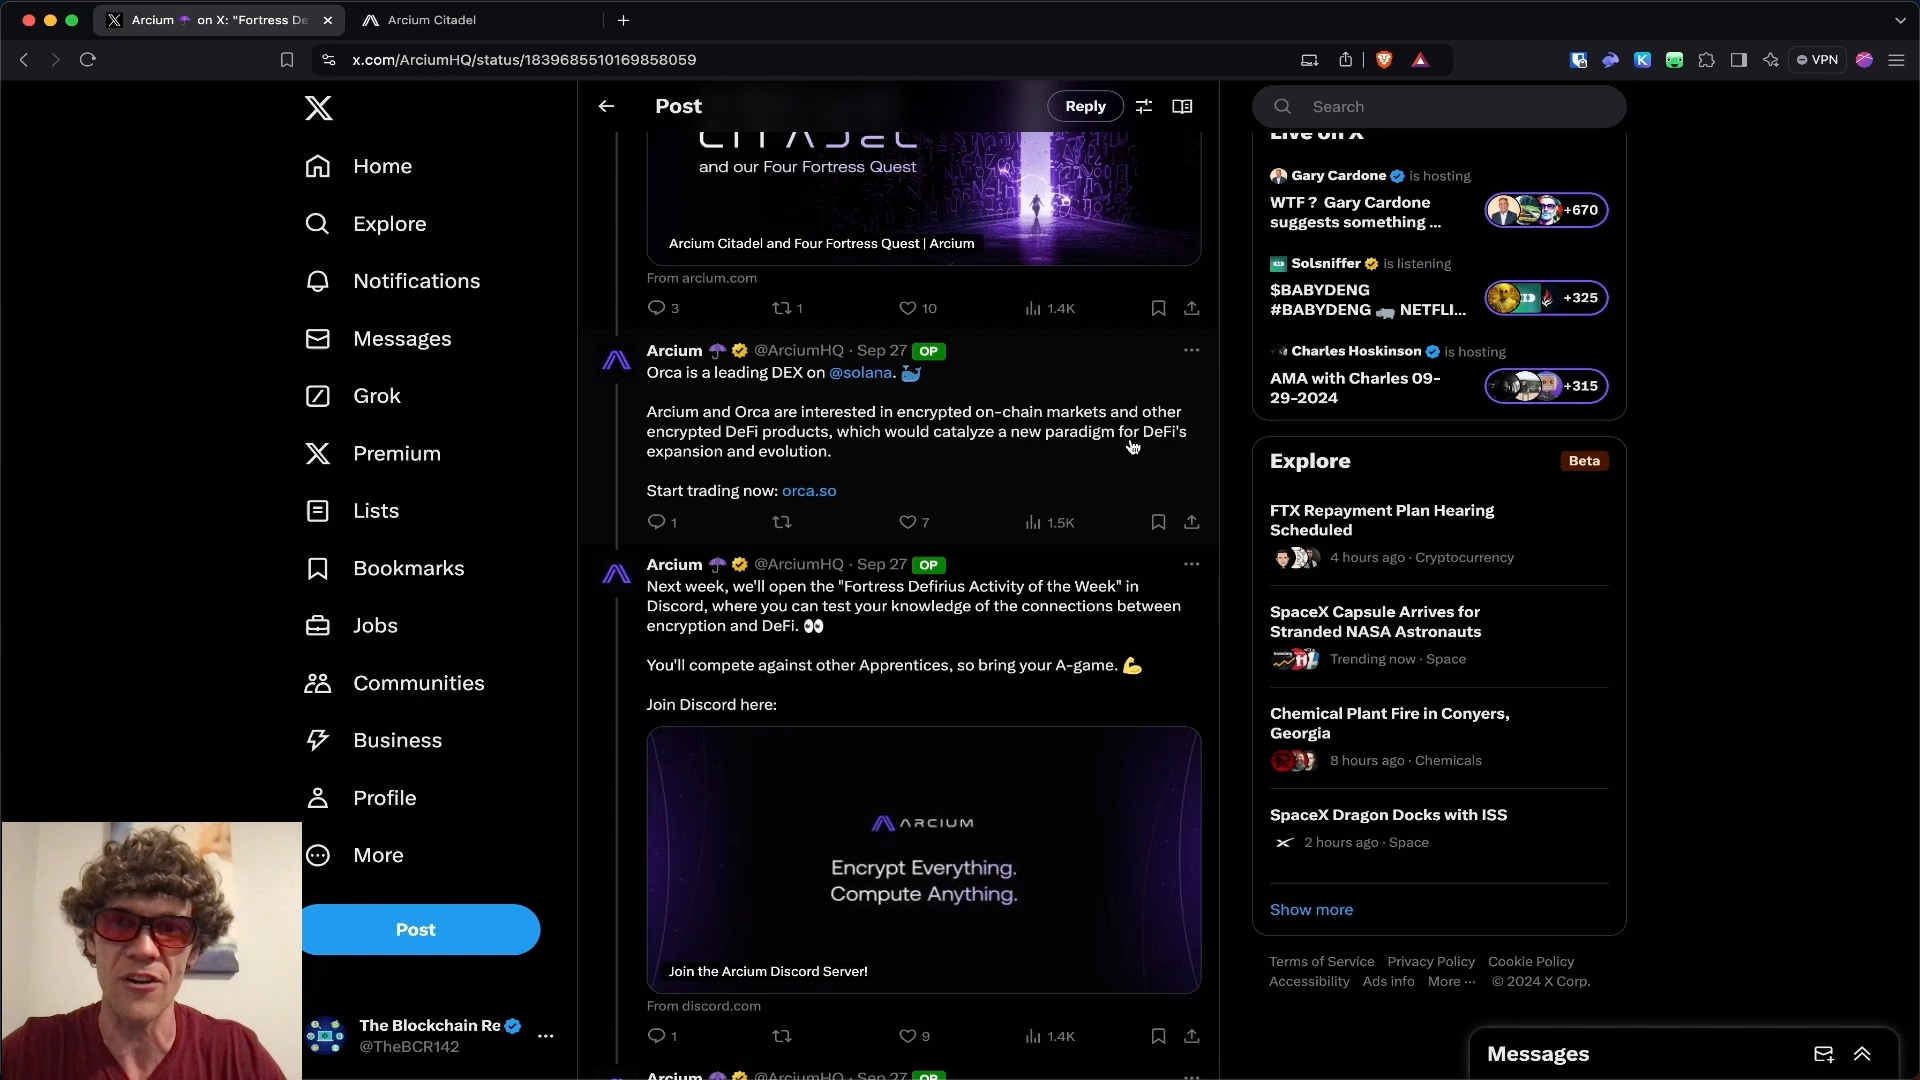 Arcium ☂ on X: "Fortress De
Arcium Citadel
x.com/ArciumHQ/status/1839685510169858059
VPN
Home
Explore
Notifications
Messages
Grok
Premium
Lists
Bookmarks
Jobs
Communities
Business
Profile
More
Post
The Blockchain Re
@TheBCR142
Post
Reply
CITADEL
and our Four Fortress Quest
Arcium Citadel and Four Fortress Quest | Arcium
From arcium.com
3 1 10 1.4K
Arcium ☂ @ArciumHQ · Sep 27 OP
Orca is a leading DEX on @solana. 🐳
Arcium and Orca are interested in encrypted on-chain markets and other
encrypted DeFi products, which would catalyze a new paradigm for DeFi's
expansion and evolution.
Start trading now: orca.so
1 7 1.5K
Arcium ☂ @ArciumHQ · Sep 27 OP
Next week, we'll open the "Fortress Defirius Activity of the Week" in
Discord, where you can test your knowledge of the connections between
encryption and DeFi. 👀
You'll compete against other Apprentices, so bring your A-game. 💪
Join Discord here:
ARCIUM
Encrypt Everything.
Compute Anything.
Join the Arcium Discord Server!
From discord.com
1 9 1.4K
Arcium ☂ @ArciumHQ · Sep 27 OP
Search
Live on X
Gary Cardone is hosting
WTF ? Gary Cardone
suggests something ...
+670
Solsniffer is listening
$BABYDENG
#BABYDENG 🦛 NETFLI...
+325
Charles Hoskinson is hosting
AMA with Charles 09-
29-2024
+315
Explore
Beta
FTX Repayment Plan Hearing
Scheduled
4 hours ago · Cryptocurrency
SpaceX Capsule Arrives for
Stranded NASA Astronauts
Trending now · Space
Chemical Plant Fire in Conyers,
Georgia
8 hours ago · Chemicals
SpaceX Dragon Docks with ISS
2 hours ago · Space
Show more
Terms of Service Privacy Policy Cookie Policy
Accessibility Ads info More ··· © 2024 X Corp.
Messages